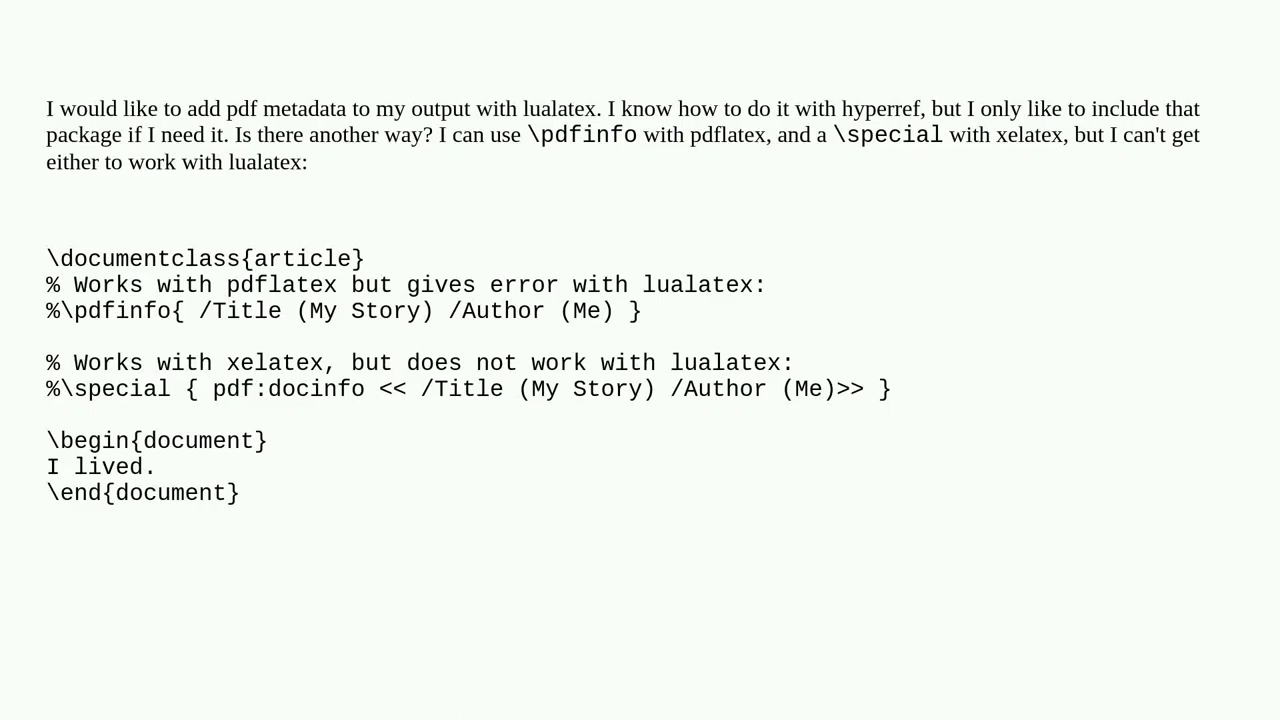 I would like to add pdf metadata to my output with lualatex. I know how to do it with hyperref, but I only like to include that
package if I need it. Is there another way? I can use \pdfinfo with pdflatex, and a \special with xelatex, but I can't get
either to work with lualatex:
\documentclass{article}
% Works with pdflatex but gives error with lualatex:
%\pdfinfo{ /Title (My Story) /Author (Me) }
% Works with xelatex, but does not work with lualatex:
%\special { pdf:docinfo << /Title (My Story) /Author (Me)>> }
\begin{document}
I lived.
\end{document}